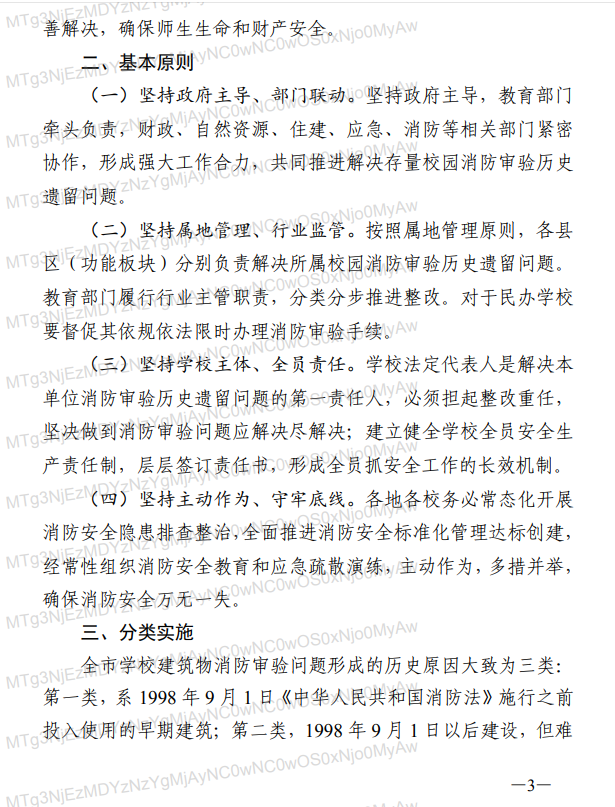 善解决，确保师生生命和财产安全。
二、基本原则
（一）坚持政府主导、部门联动。坚持政府主导，教育部门
牵头负责，财政、自然资源、住建、应急、消防等相关部门紧密
协作，形成强大工作合力，共同推进解决存量校园消防审验历史
遗留问题。
（二）坚持属地管理、行业监管。按照属地管理原则，各县
区（功能板块）分别负责解决所属校园消防审验历史遗留问题。
教育部门履行行业主管职责，分类分步推进整改。对于民办学校
要督促其依规依法限时办理消防审验手续。
（三）坚持学校主体、全员责任。学校法定代表人是解决本
单位消防审验历史遗留问题的第一责任人，必须担起整改重任，
坚决做到消防审验问题应解决尽解决；建立健全学校全员安全生
产责任制，层层签订责任书，形成全员抓安全工作的长效机制。
（四）坚持主动作为、守牢底线。各地各校务必常态化开展
消防安全隐患排查整治，全面推进消防安全标准化管理达标创建，
经常性组织消防安全教育和应急疏散演练，主动作为，多措并举，
确保消防安全万无一失。
三、分类实施
全市学校建筑物消防审验问题形成的历史原因大致为三类：
第一类，系 1998 年 9 月 1 日《中华人民共和国消防法》施行之前
投入使用的早期建筑；第二类，1998 年 9 月 1 日以后建设，但难
—3—